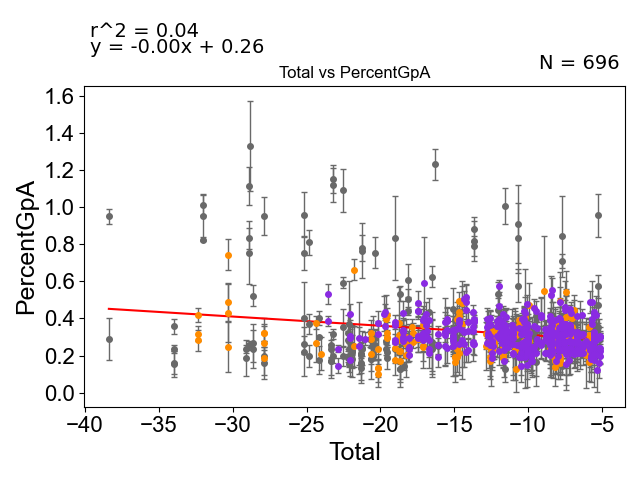 r^2 = 0.04
y = -0.00x + 0.26
N = 696
Total vs PercentGpA
PercentGpA
1.6
1.4
1.2
1.0
0.8
0.6
0.4
0.2
0.0
−40 −35 −30 −25 −20 −15 −10 −5
Total